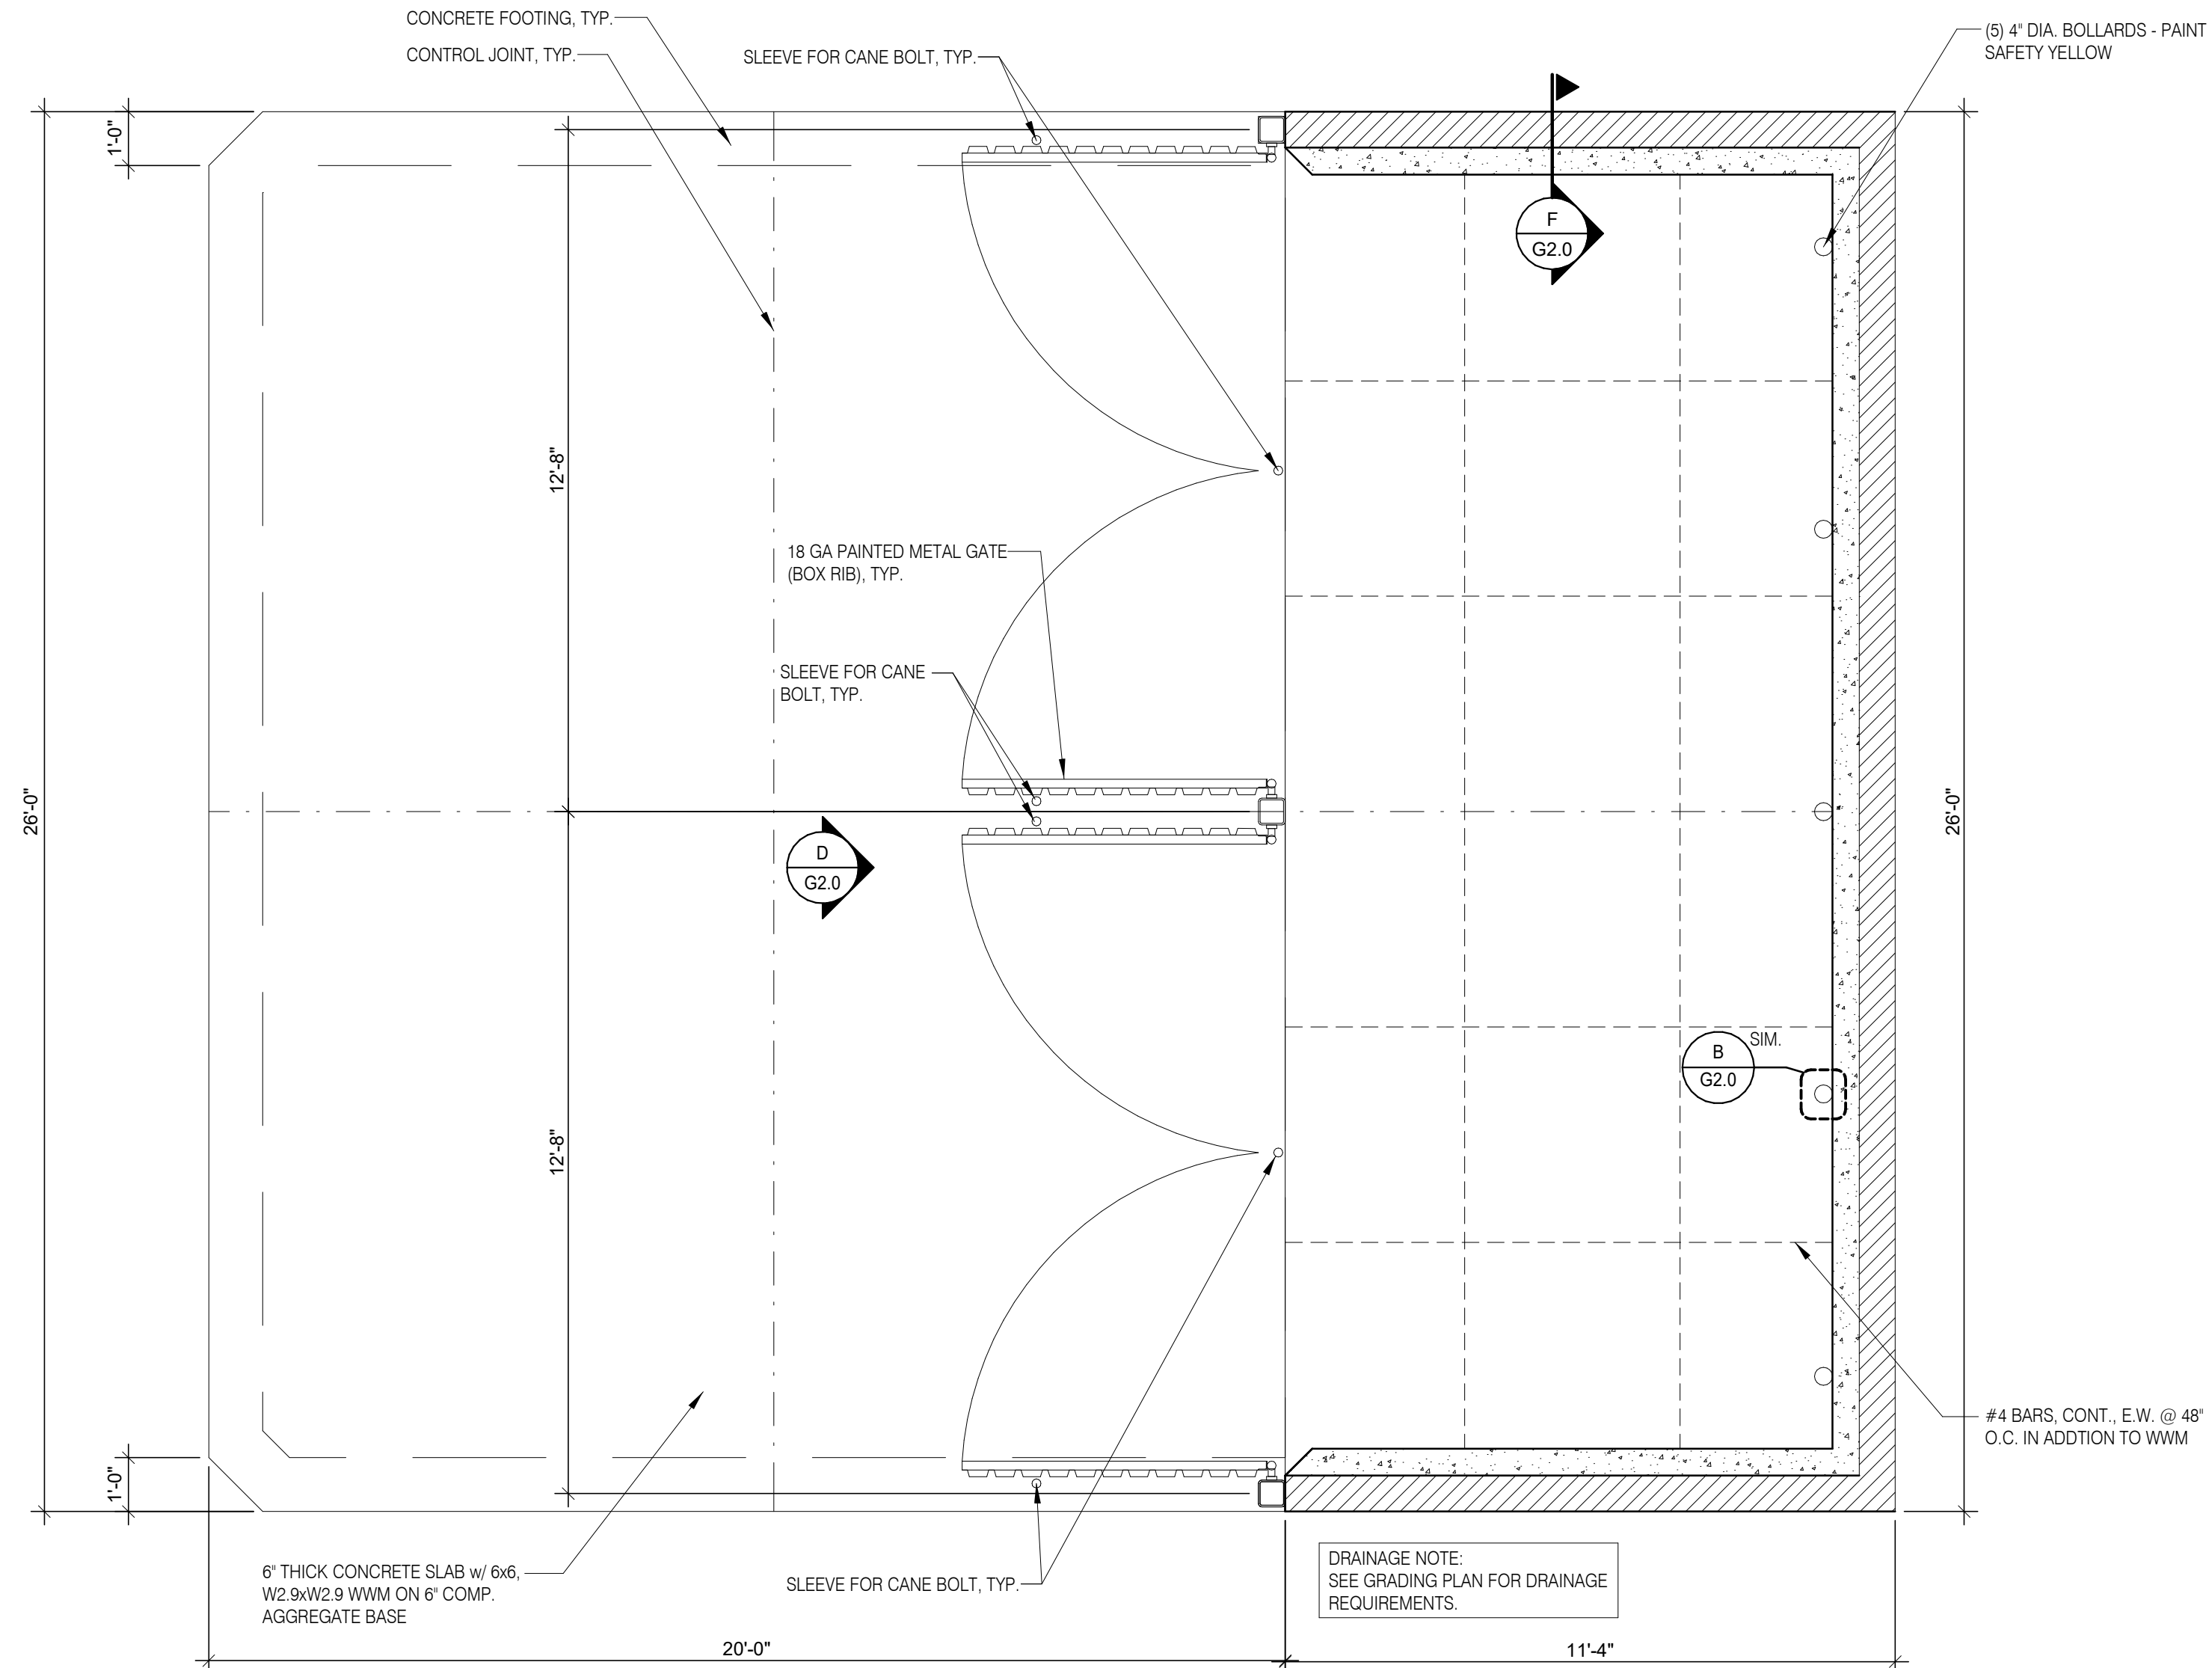 CONCRETE FOOTING, TYP.
CONTROL JOINT, TYP.
SLEEVE FOR CANE BOLT, TYP.
(5) 4" DIA. BOLLARDS - PAINT
SAFETY YELLOW
1'-0"
F
G2.0
12'-8"
18 GA PAINTED METAL GATE
(BOX RIB), TYP.
SLEEVE FOR CANE
BOLT, TYP.
26'-0"
26'-0"
D
G2.0
SIM.
B
G2.0
12'-8"
#4 BARS, CONT., E.W. @ 48"
O.C. IN ADDTION TO WWM
1'-0"
6" THICK CONCRETE SLAB w/ 6x6,
W2.9xW2.9 WWM ON 6" COMP.
AGGREGATE BASE
SLEEVE FOR CANE BOLT, TYP.
DRAINAGE NOTE:
SEE GRADING PLAN FOR DRAINAGE
REQUIREMENTS.
20'-0"
11'-4"